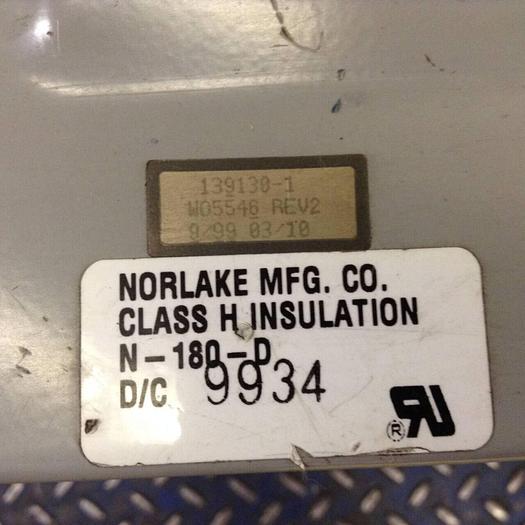 139130-1
W05546 REV2
9/99 03/10
NORLAKE MFG. CO.
CLASS H INSULATION
N-180-D
D/C 9934
®